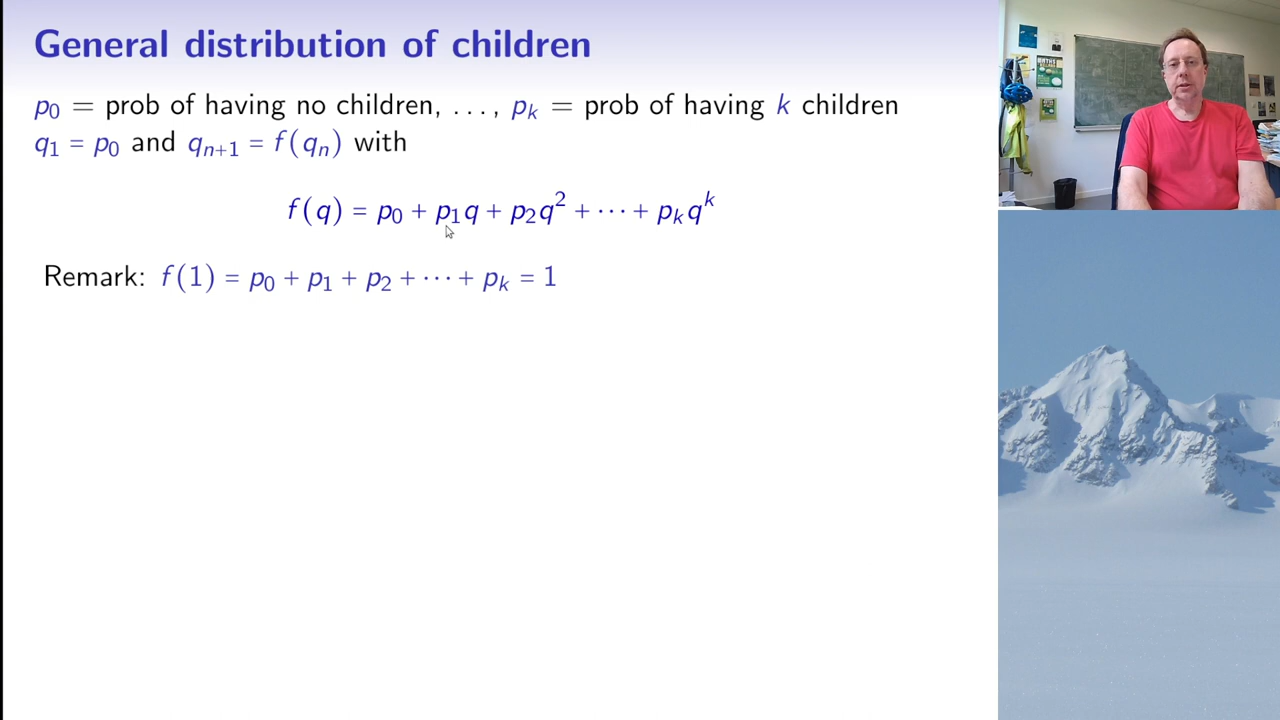 General distribution of children
p₀ = prob of having no children, ..., pₖ = prob of having k children
q₁ = p₀ and qₙ₊₁ = f(qₙ) with
f(q) = p₀ + p₁q + p₂q² + ⋯ + pₖqᵏ
Remark: f(1) = p₀ + p₁ + p₂ + ⋯ + pₖ = 1